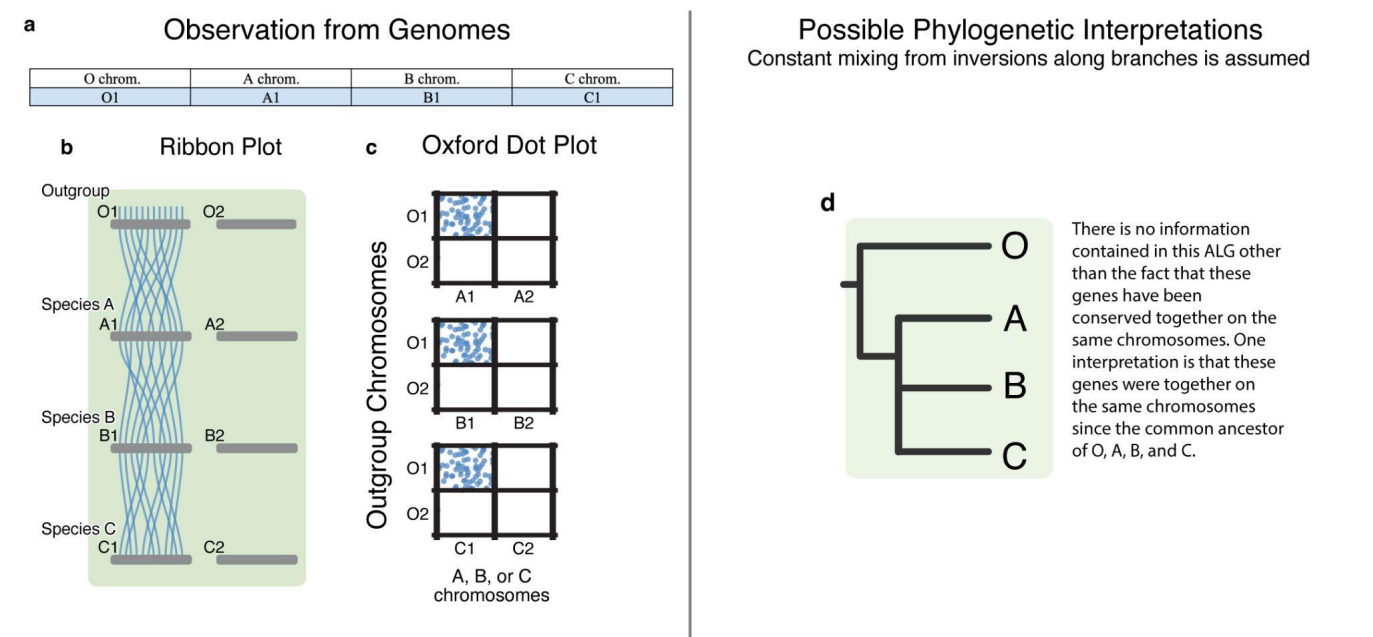 a
Observation from Genomes
O chrom. A chrom. B chrom. C chrom.
O1 A1 B1 C1
b Ribbon Plot
Outgroup
O1 O2
Species A
A1 A2
Species B
B1 B2
Species C
C1 C2
c Oxford Dot Plot
Outgroup Chromosomes
O1
O2
A1 A2
O1
O2
B1 B2
O1
O2
C1 C2
A, B, or C
chromosomes
Possible Phylogenetic Interpretations
Constant mixing from inversions along branches is assumed
d
O
A
B
C
There is no information
contained in this ALG other
than the fact that these
genes have been
conserved together on the
same chromosomes. One
interpretation is that these
genes were together on
the same chromosomes
since the common ancestor
of O, A, B, and C.